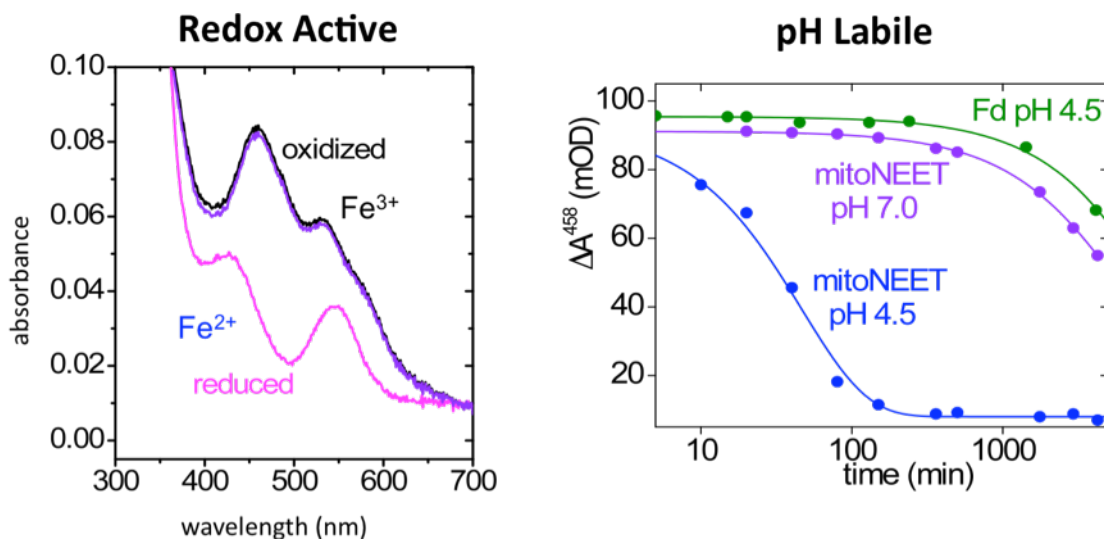 Redox Active
0.10
0.08
0.06
0.04
0.02
0.00
absorbance
oxidized
Fe³⁺
Fe²⁺
reduced
300 400 500 600 700
wavelength (nm)
pH Labile
100
80
60
40
20
ΔA⁴⁵⁸ (mOD)
Fd pH 4.5
mitoNEET
pH 7.0
mitoNEET
pH 4.5
10 100 1000
time (min)